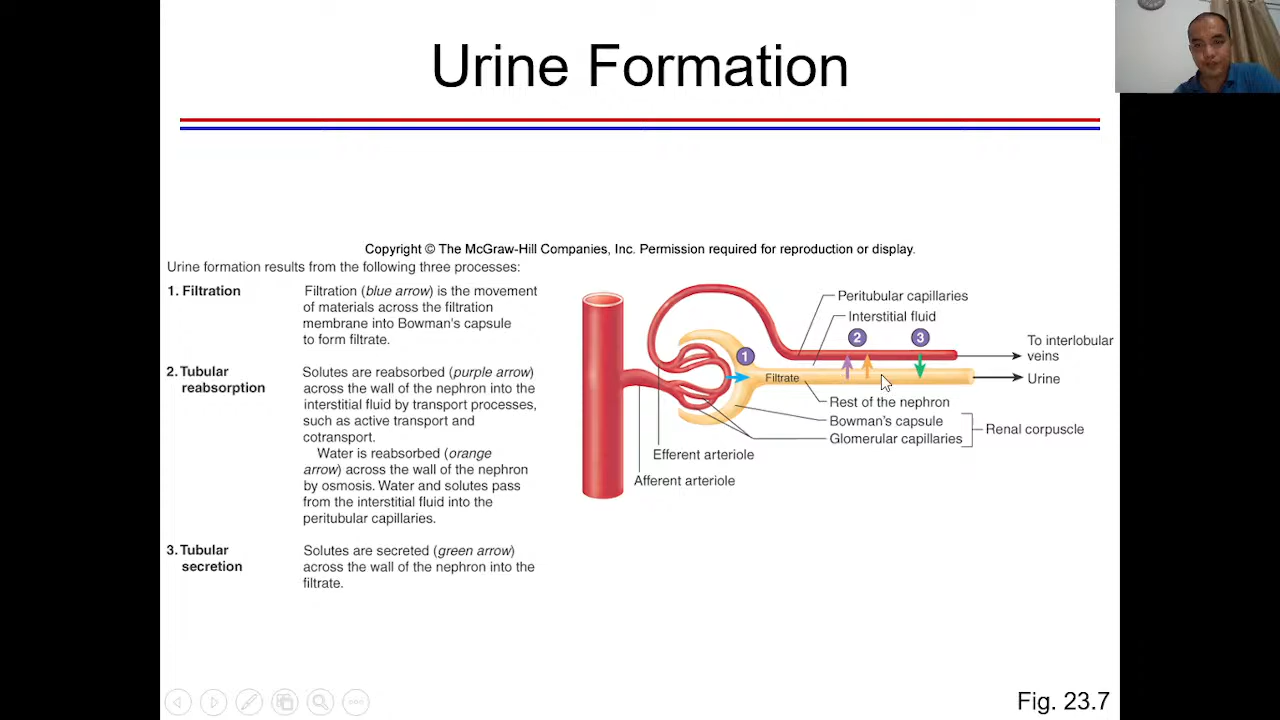 Urine Formation
Copyright © The McGraw-Hill Companies, Inc. Permission required for reproduction or display.
Urine formation results from the following three processes:
1. Filtration
Filtration (blue arrow) is the movement
of materials across the filtration
membrane into Bowman's capsule
to form filtrate.
2. Tubular
reabsorption
Solutes are reabsorbed (purple arrow)
across the wall of the nephron into the
interstitial fluid by transport processes,
such as active transport and
cotransport.
Water is reabsorbed (orange
arrow) across the wall of the nephron
by osmosis. Water and solutes pass
from the interstitial fluid into the
peritubular capillaries.
3. Tubular
secretion
Solutes are secreted (green arrow)
across the wall of the nephron into the
filtrate.
Peritubular capillaries
Interstitial fluid
2
3
1
To interlobular
veins
Filtrate
Urine
Rest of the nephron
Bowman's capsule
Glomerular capillaries
Renal corpuscle
Efferent arteriole
Afferent arteriole
Fig. 23.7